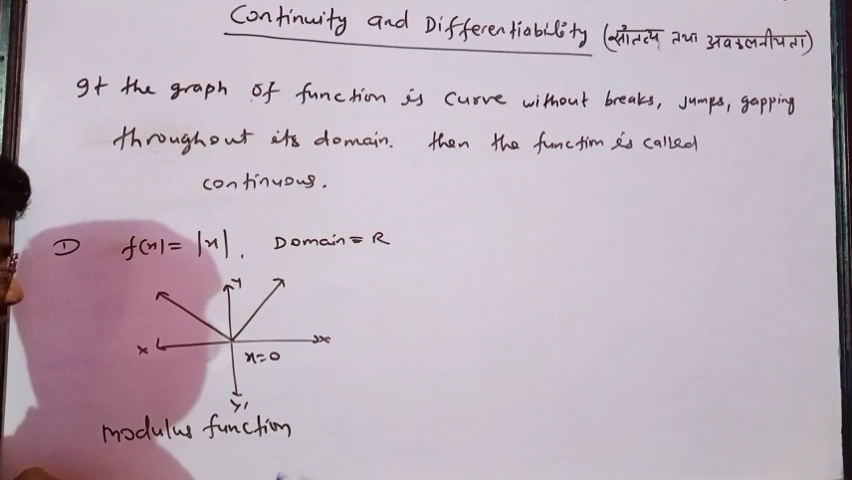 Continuity and Differentiability (सांतत्य तथा अवकलनीयता)
It the graph of function is curve without breaks, jumps, gapping
throughout its domain. then the function is called
continuous.
① f(x) = |x|. Domain = R
y
x x
x=0
y'
modulus function